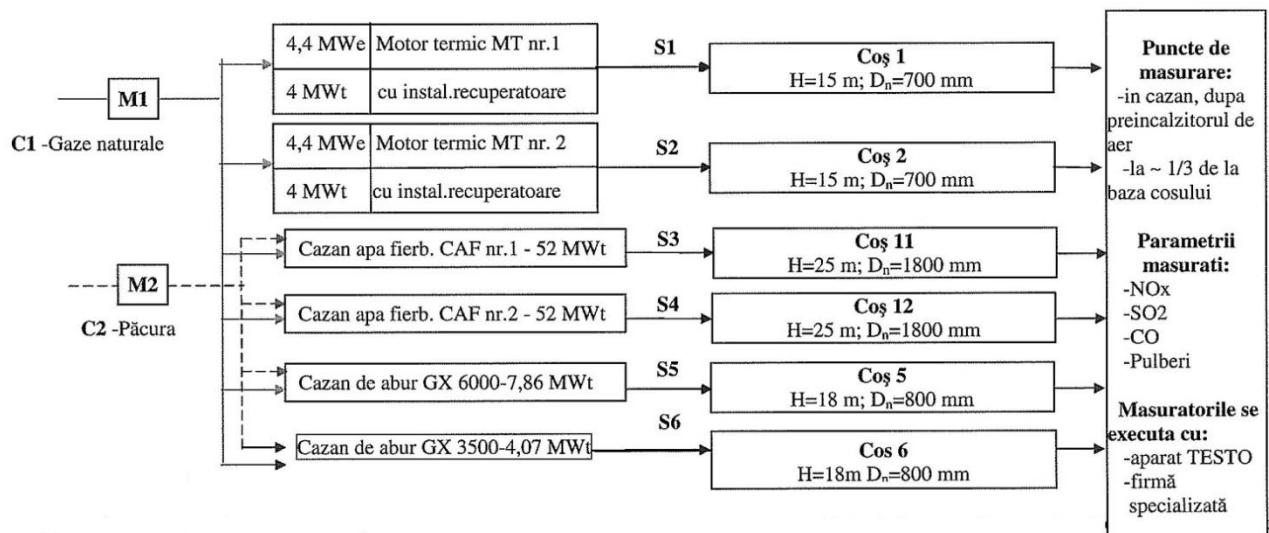 M1
C1 -Gaze naturale
M2
C2 -Păcura
4,4 MWe Motor termic MT nr.1
4 MWt cu instal.recuperatoare
4,4 MWe Motor termic MT nr. 2
4 MWt cu instal.recuperatoare
Cazan apa fierb. CAF nr.1 - 52 MWt
Cazan apa fierb. CAF nr.2 - 52 MWt
Cazan de abur GX 6000-7,86 MWt
Cazan de abur GX 3500-4,07 MWt
S1
S2
S3
S4
S5
S6
Coş 1
H=15 m; Dn=700 mm
Coş 2
H=15 m; Dn=700 mm
Coş 11
H=25 m; Dn=1800 mm
Coş 12
H=25 m; Dn=1800 mm
Coş 5
H=18 m; Dn=800 mm
Cos 6
H=18m Dn=800 mm
Puncte de
masurare:
-in cazan, dupa
preincalzitorul de
aer
-la ~ 1/3 de la
baza cosului
Parametrii
masurati:
-NOx
-SO2
-CO
-Pulberi
Masuratorile se
executa cu:
-aparat TESTO
-firmă
specializată